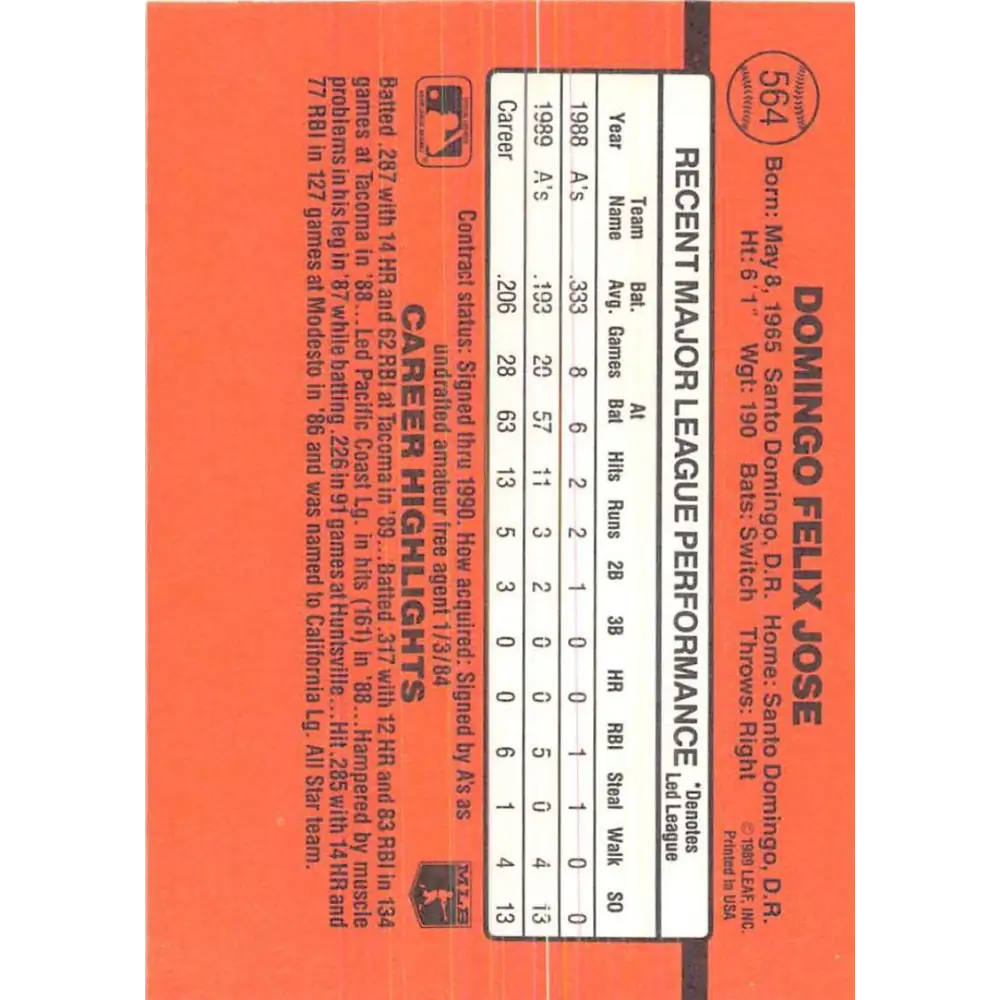 564
DOMINGO FELIX JOSE
Born: May 8, 1965 Santo Domingo, D.R. Home: Santo Domingo, D.R.
Ht: 6'1" Wgt: 190 Bats: Switch Throws: Right
© 1989 LEAF, INC.
Printed in USA
RECENT MAJOR LEAGUE PERFORMANCE
*Denotes
Led League
Team Bat. At
Year Name Avg. Games Bat Hits Runs 2B 3B HR RBI Steal Walk SO
1988 A's .333 8 6 2 2 1 0 0 1 1 0 0
1989 A's .193 20 57 11 3 2 0 0 5 0 4 13
Career .206 28 63 13 5 3 0 0 6 1 4 13
Contract status: Signed thru 1990. How acquired: Signed by A's as
undrafted amateur free agent 1/3/84
MLB
CAREER HIGHLIGHTS
Batted .287 with 14 HR and 62 RBI at Tacoma in '89...Batted .317 with 12 HR and 83 RBI in 134
games at Tacoma in '88...Led Pacific Coast Lg. in hits (161) in '88...Hampered by muscle
problems in his leg in '87 while batting .226 in 91 games at Huntsville...Hit .285 with 14 HR and
77 RBI in 127 games at Modesto in '86 and was named to California Lg. All Star team.